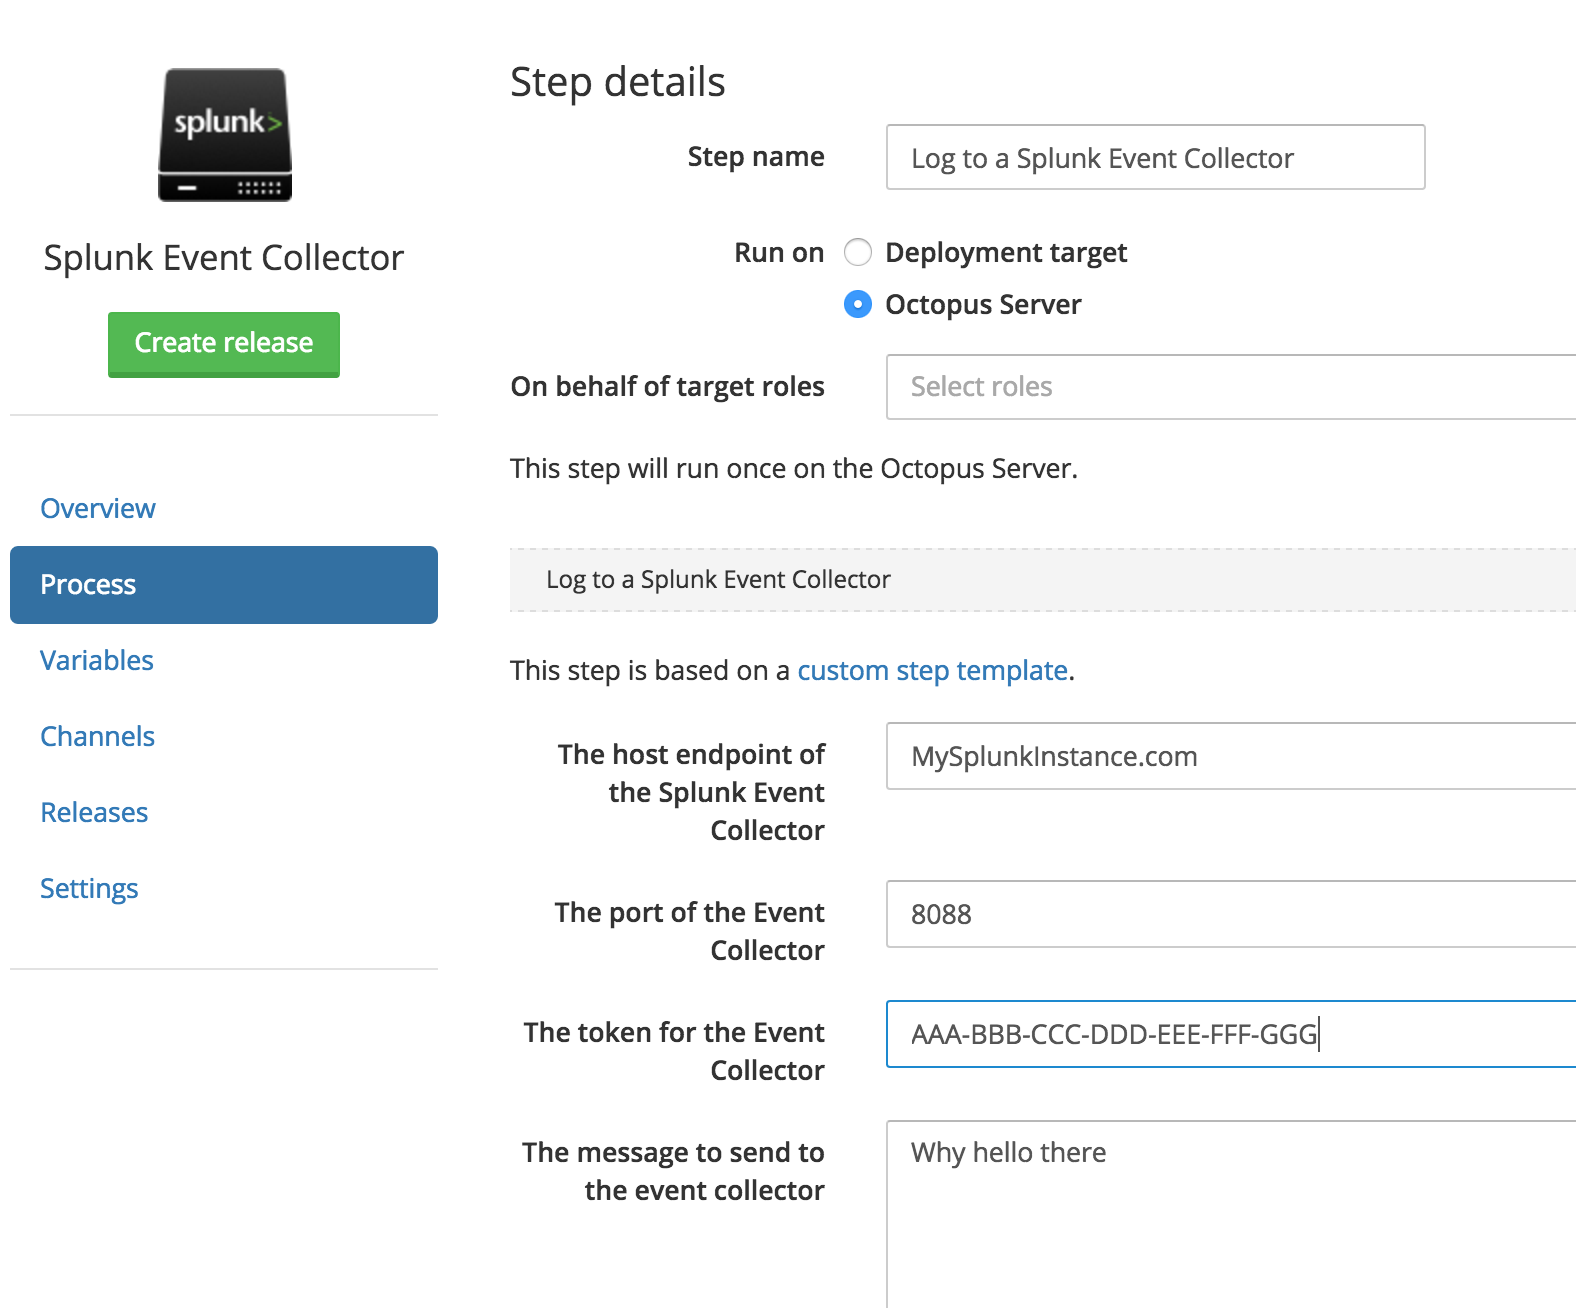 splunk>
Splunk Event Collector
Create release
Overview
Process
Variables
Channels
Releases
Settings
Step details
Step name
Log to a Splunk Event Collector
Run on
Deployment target
Octopus Server
On behalf of target roles
Select roles
This step will run once on the Octopus Server.
Log to a Splunk Event Collector
This step is based on a custom step template.
The host endpoint of
the Splunk Event
Collector
MySplunkInstance.com
The port of the Event
Collector
8088
The token for the Event
Collector
AAA-BBB-CCC-DDD-EEE-FFF-GGG
The message to send to
the event collector
Why hello there